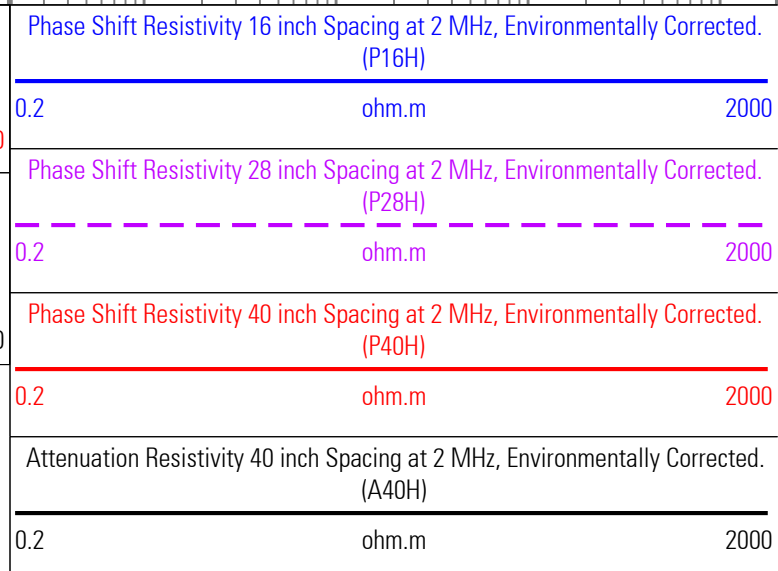 Phase Shift Resistivity 16 inch Spacing at 2 MHz, Environmentally Corrected.
(P16H)
0.2 ohm.m 2000
Phase Shift Resistivity 28 inch Spacing at 2 MHz, Environmentally Corrected.
(P28H)
0.2 ohm.m 2000
Phase Shift Resistivity 40 inch Spacing at 2 MHz, Environmentally Corrected.
(P40H)
0.2 ohm.m 2000
Attenuation Resistivity 40 inch Spacing at 2 MHz, Environmentally Corrected.
(A40H)
0.2 ohm.m 2000